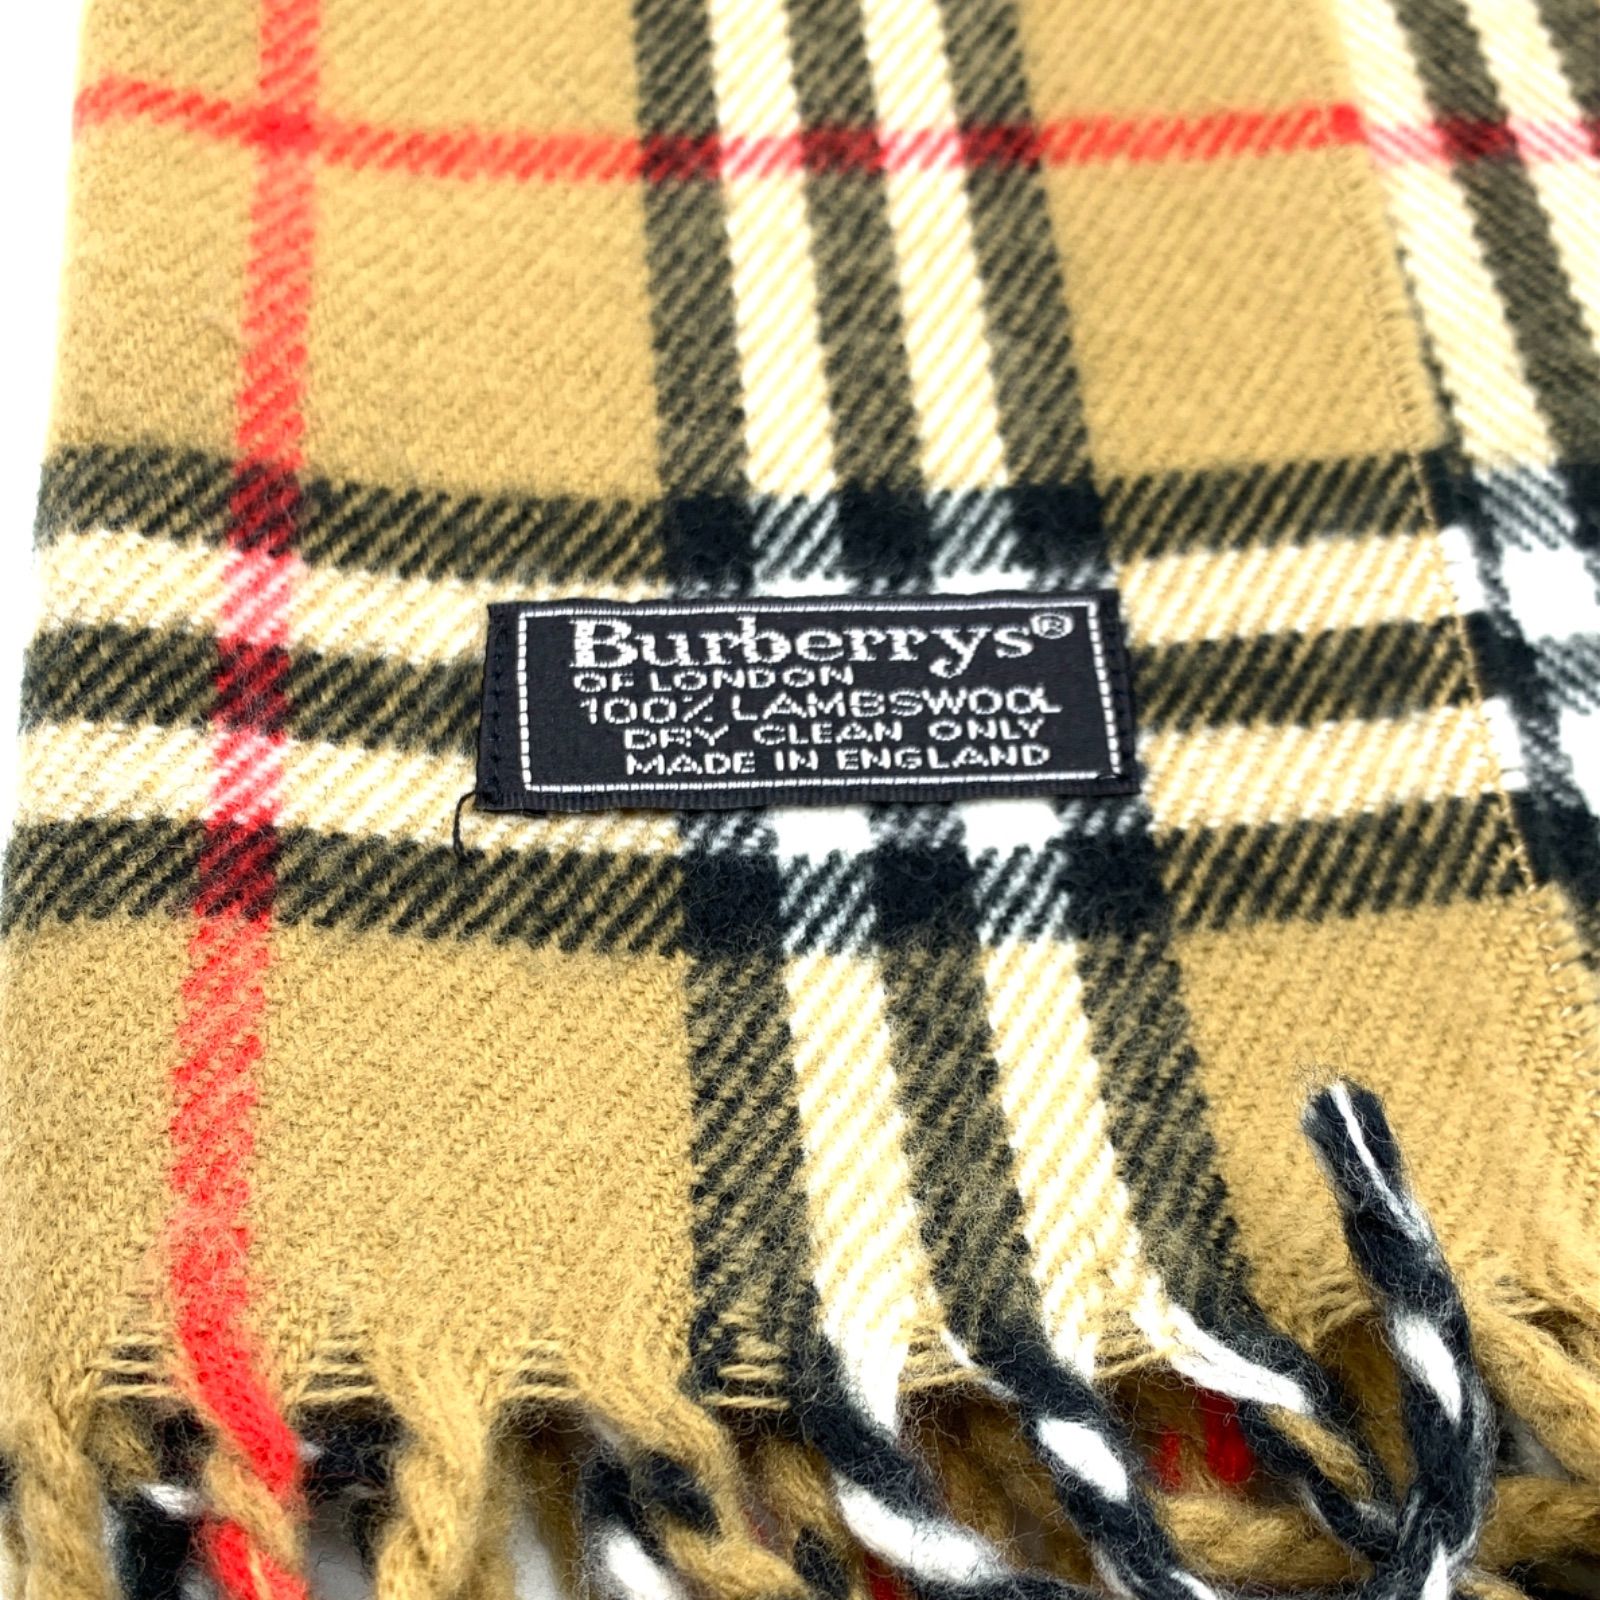 Burberrys®
OF LONDON
100% LAMBSWOOL
DRY CLEAN ONLY
MADE IN ENGLAND